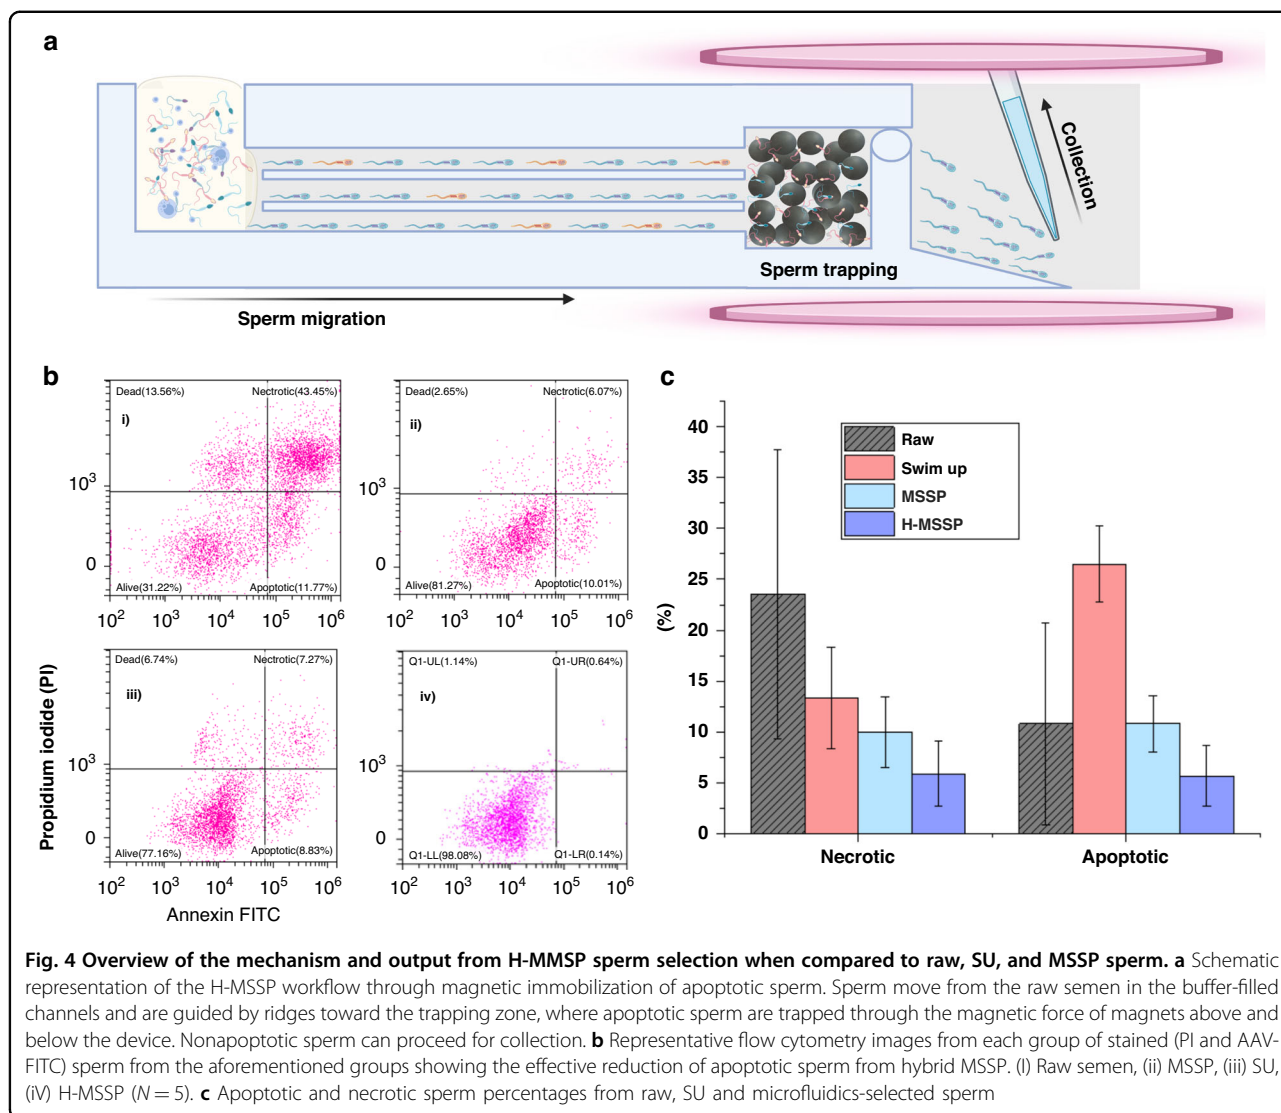 a
Collection
Sperm trapping
Sperm migration
b
Dead(13.56%) Nectrotic(43.45%)
i)
10³
0
Alive(31.22%) Apoptotic(11.77%)
10² 10³ 10⁴ 10⁵ 10⁶
Dead(2.65%) Nectrotic(6.07%)
ii)
10³
0
Alive(81.27%) Apoptotic(10.01%)
10² 10³ 10⁴ 10⁵ 10⁶
Dead(6.74%) Nectrotic(7.27%)
iii)
10³
0
Alive(77.16%) Apoptotic(8.83%)
10² 10³ 10⁴ 10⁵ 10⁶
Q1-UL(1.14%) Q1-UR(0.64%)
iv)
10³
0
Q1-LL(98.08%) Q1-LR(0.14%)
10² 10³ 10⁴ 10⁵ 10⁶
Propidium iodide (PI)
Annexin FITC
c
40
35
30
25
20
15
10
5
0
(%)
Raw
Swim up
MSSP
H-MSSP
Necrotic Apoptotic
Fig. 4 Overview of the mechanism and output from H-MMSP sperm selection when compared to raw, SU, and MSSP sperm. a Schematic
representation of the H-MSSP workflow through magnetic immobilization of apoptotic sperm. Sperm move from the raw semen in the buffer-filled
channels and are guided by ridges toward the trapping zone, where apoptotic sperm are trapped through the magnetic force of magnets above and
below the device. Nonapoptotic sperm can proceed for collection. b Representative flow cytometry images from each group of stained (PI and AAV-
FITC) sperm from the aforementioned groups showing the effective reduction of apoptotic sperm from hybrid MSSP. (I) Raw semen, (ii) MSSP, (iii) SU,
(iV) H-MSSP (N = 5). c Apoptotic and necrotic sperm percentages from raw, SU and microfluidics-selected sperm